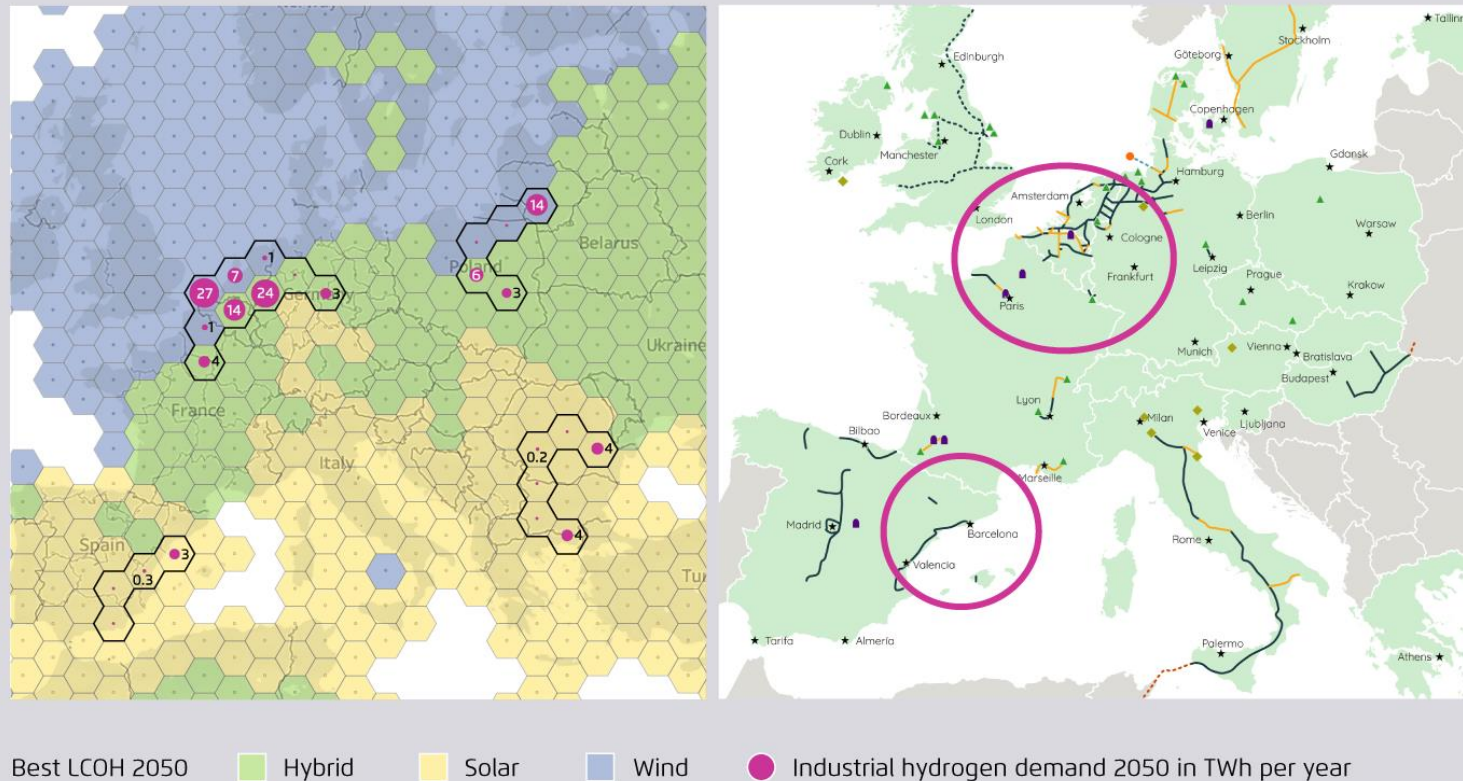 Norway
14
Belarus
Poland
6
3
1
7
27
24
Germany
3
14
1
4
Ukraine
France
Italy
0.2
4
4
Spain
3
0.3
Tur
Tallinn
Stockholm
Göteborg
Edinburgh
Copenhagen
Dublin
Manchester
Cork
Gdansk
Hamburg
Amsterdam
London
Berlin
Warsaw
Cologne
Leipzig
Frankfurt
Prague
Krakow
Paris
Munich
Vienna
Bratislava
Budapest
Lyon
Bordeaux
Bilbao
Milan
Venice
Ljubljana
Marseille
Madrid
Barcelona
Rome
Valencia
Tarifa
Almería
Palermo
Athens
Best LCOH 2050
Hybrid
Solar
Wind
Industrial hydrogen demand 2050 in TWh per year